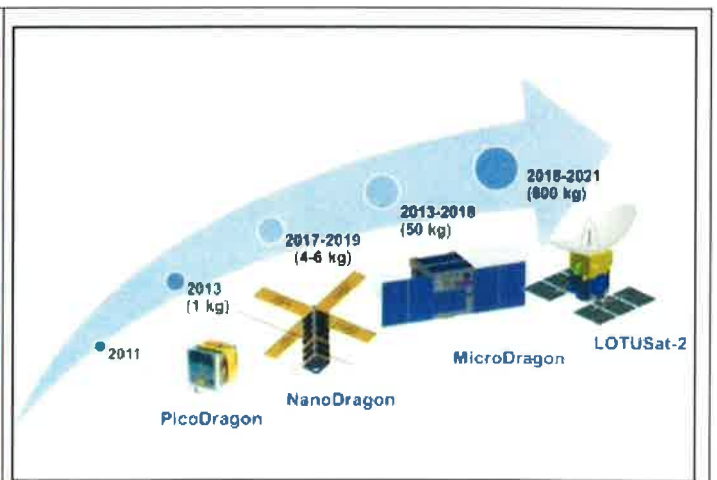 2011
2013
(1 kg)
2017-2019
(4-6 kg)
2013-2018
(50 kg)
2018-2021
(600 kg)
PicoDragon
NanoDragon
MicroDragon
LOTUSat-2